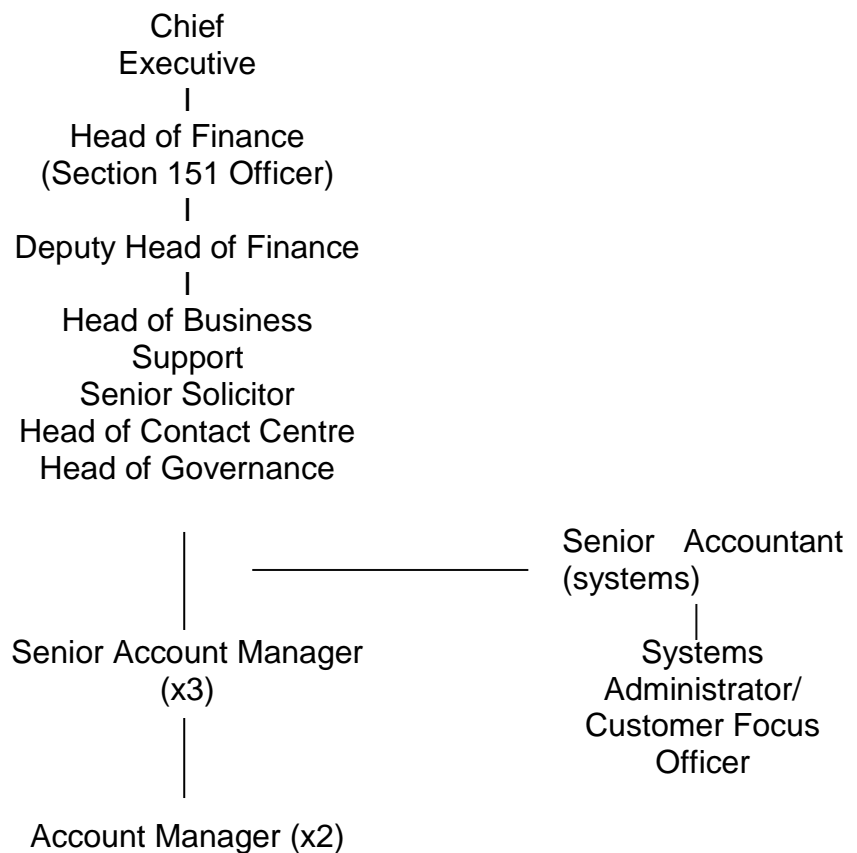 Chief
Executive
I
Head of Finance
(Section 151 Officer)
I
Deputy Head of Finance
I
Head of Business
Support
Senior Solicitor
Head of Contact Centre
Head of Governance
Senior Accountant
(systems)
Senior Account Manager
(x3)
Systems
Administrator/
Customer Focus
Officer
Account Manager (x2)